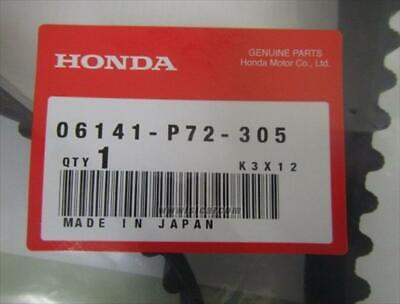 HONDA
GENUINE PARTS
Honda Motor Co., Ltd.
06141-P72-305
QTY 1
K3X12
MADE IN JAPAN